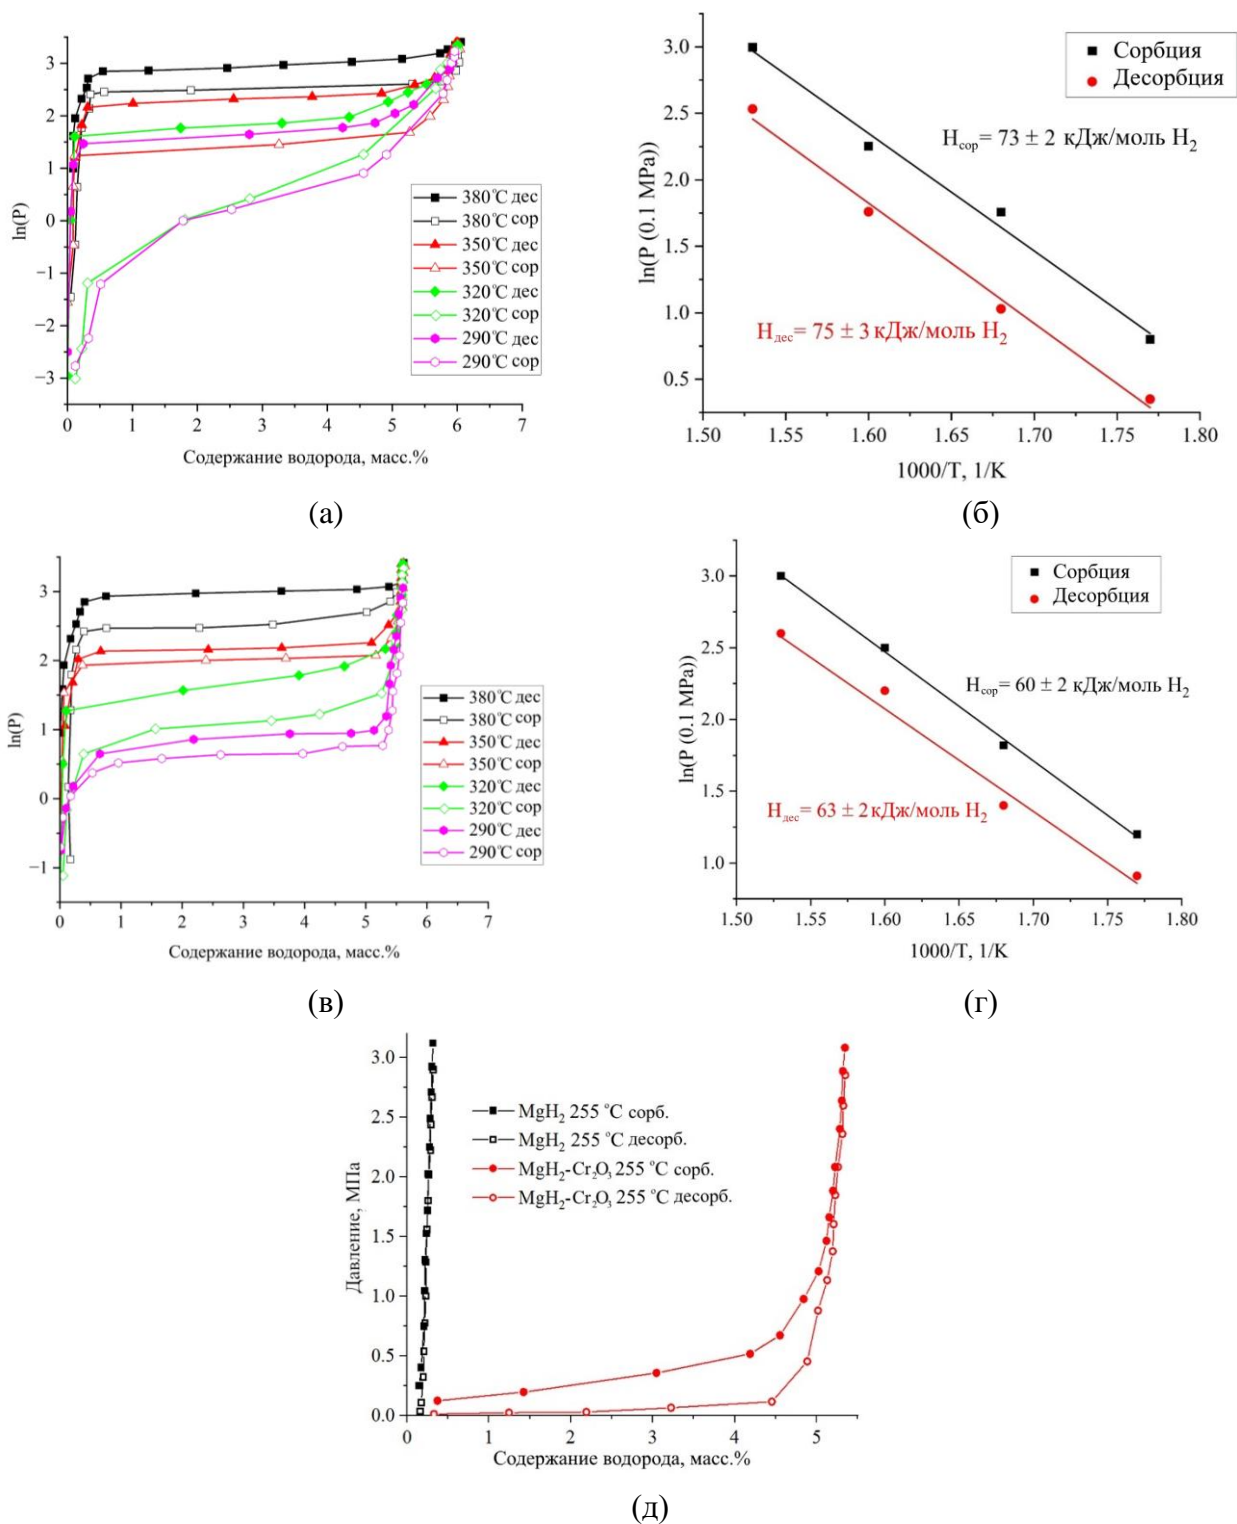 3
2
1
0
−1
−2
−3
ln(P)
0 1 2 3 4 5 6 7
Содержание водорода, масс.%
380℃ дес
380℃ сор
350℃ дес
350℃ сор
320℃ дес
320℃ сор
290℃ дес
290℃ сор
(а)
3.0
2.5
2.0
1.5
1.0
0.5
ln(P (0.1 MPa))
Сорбция
Десорбция
Hсор= 73 ± 2 кДж/моль H2
Hдес= 75 ± 3 кДж/моль H2
1.50 1.55 1.60 1.65 1.70 1.75 1.80
1000/T, 1/K
(б)
3
2
1
0
−1
ln(P)
0 1 2 3 4 5 6 7
Содержание водорода, масс.%
380℃ дес
380℃ сор
350℃ дес
350℃ сор
320℃ дес
320℃ сор
290℃ дес
290℃ сор
(в)
3.0
2.5
2.0
1.5
1.0
ln(P (0.1 MPa))
Сорбция
Десорбция
Hсор= 60 ± 2 кДж/моль H2
Hдес= 63 ± 2 кДж/моль H2
1.50 1.55 1.60 1.65 1.70 1.75 1.80
1000/T, 1/K
(г)
3.0
2.5
2.0
1.5
1.0
0.5
0.0
Давление, МПа
MgH2 255 °C сорб.
MgH2 255 °C десорб.
MgH2-Cr2O3 255 °C сорб.
MgH2-Cr2O3 255 °C десорб.
0 1 2 3 4 5
Содержание водорода, масс.%
(д)